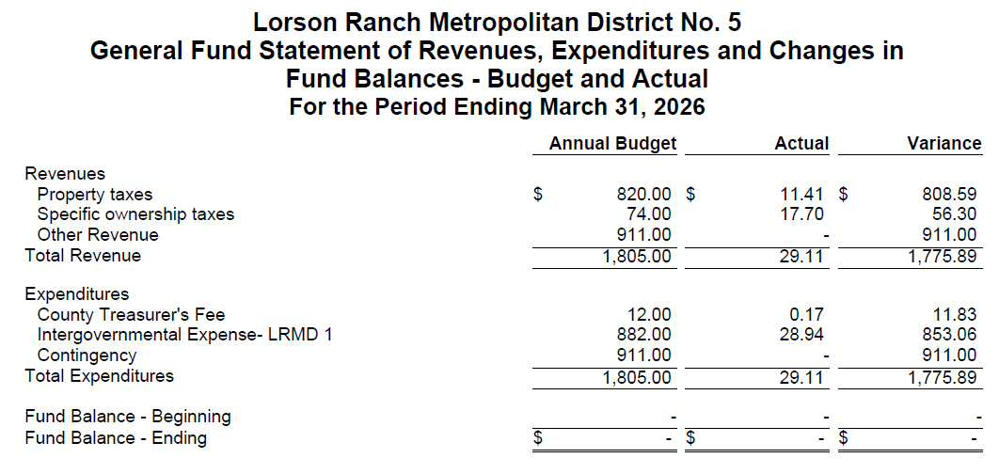 Lorson Ranch Metropolitan District No. 5
General Fund Statement of Revenues, Expenditures and Changes in
Fund Balances - Budget and Actual
For the Period Ending March 31, 2026
Annual Budget Actual Variance
Revenues
Property taxes $ 820.00 $ 11.41 $ 808.59
Specific ownership taxes 74.00 17.70 56.30
Other Revenue 911.00 - 911.00
Total Revenue 1,805.00 29.11 1,775.89
Expenditures
County Treasurer's Fee 12.00 0.17 11.83
Intergovernmental Expense- LRMD 1 882.00 28.94 853.06
Contingency 911.00 - 911.00
Total Expenditures 1,805.00 29.11 1,775.89
Fund Balance - Beginning - - -
Fund Balance - Ending $ - $ - $ -